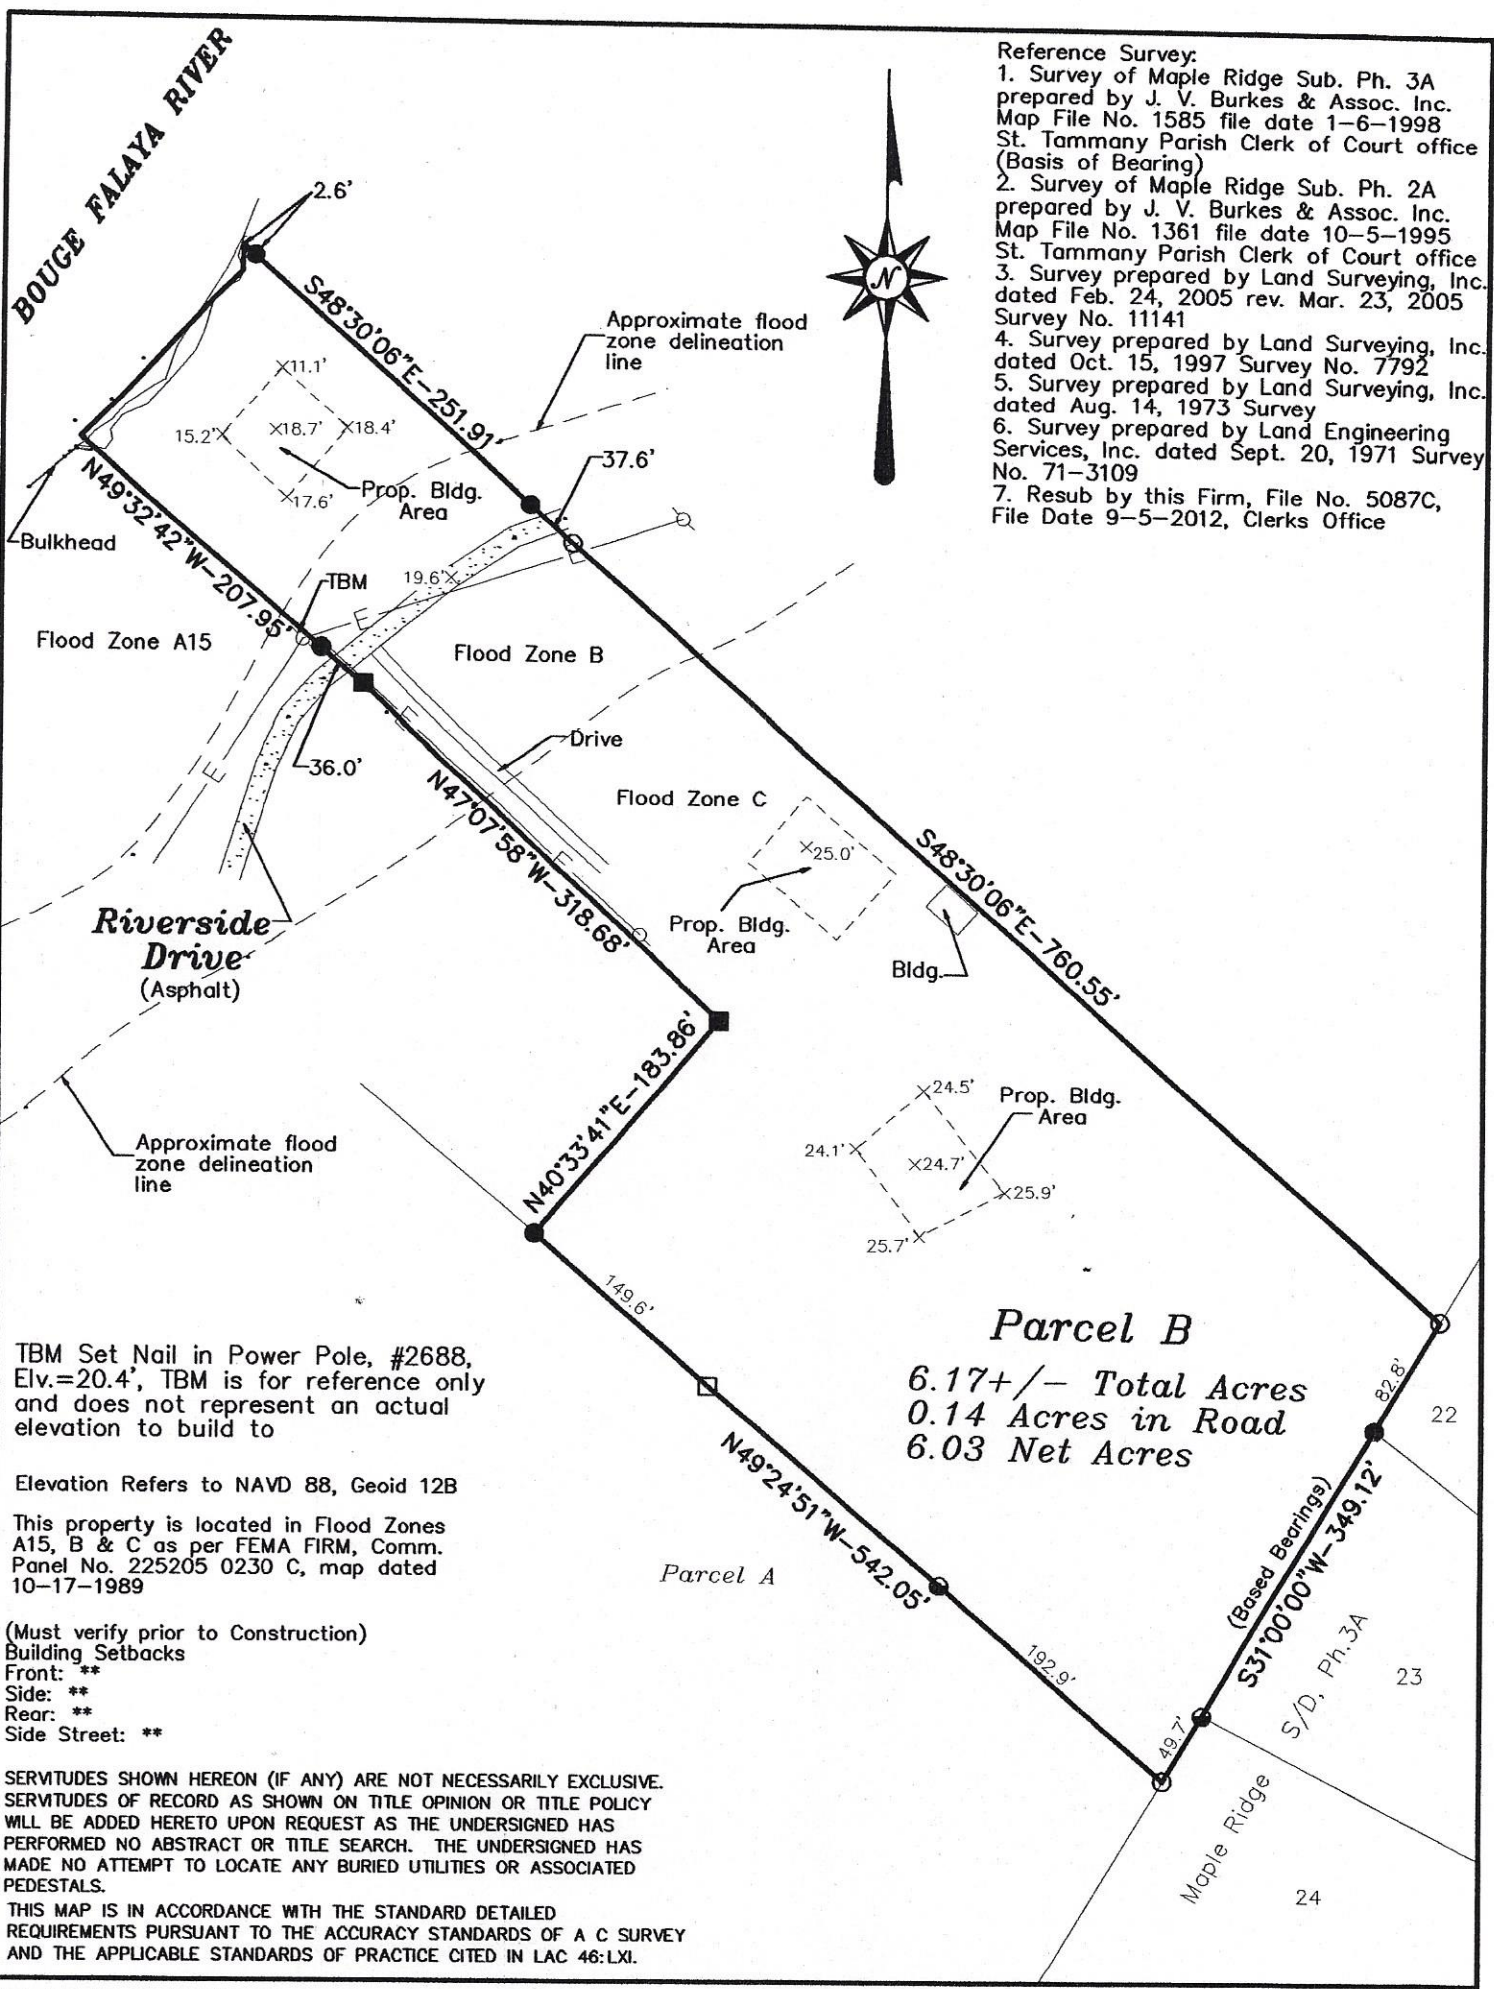 BOUGE FALAYA RIVER
Reference Survey:
1. Survey of Maple Ridge Sub. Ph. 3A
prepared by J. V. Burkes & Assoc. Inc.
Map File No. 1585 file date 1-6-1998
St. Tammany Parish Clerk of Court office
(Basis of Bearing)
2. Survey of Maple Ridge Sub. Ph. 2A
prepared by J. V. Burkes & Assoc. Inc.
Map File No. 1361 file date 10-5-1995
St. Tammany Parish Clerk of Court office
3. Survey prepared by Land Surveying, Inc.
dated Feb. 24, 2005 rev. Mar. 23, 2005
Survey No. 11141
4. Survey prepared by Land Surveying, Inc.
dated Oct. 15, 1997 Survey No. 7792
5. Survey prepared by Land Surveying, Inc.
dated Aug. 14, 1973 Survey
6. Survey prepared by Land Engineering
Services, Inc. dated Sept. 20, 1971 Survey
No. 71-3109
7. Resub by this Firm, File No. 5087C,
File Date 9-5-2012, Clerks Office
N
2.6'
S48°30'06"E-251.91'
Approximate flood
zone delineation
line
11.1'
15.2'
18.7'
18.4'
17.6'
Prop. Bldg.
Area
37.6'
N49°32'42"W-207.95'
Bulkhead
TBM
19.6'
E
E
Flood Zone A15
Flood Zone B
E
E
E
36.0'
Drive
N47°07'58"W-318.68'
Flood Zone C
25.0'
S48°30'06"E-760.55'
Prop. Bldg.
Area
Bldg.
Riverside
Drive
(Asphalt)
N40°33'41"E-183.86'
24.5'
24.1'
24.7'
25.9'
25.7'
Prop. Bldg.
Area
Approximate flood
zone delineation
line
149.6'
Parcel B
6.17+/- Total Acres
0.14 Acres in Road
6.03 Net Acres
82.8'
22
TBM Set Nail in Power Pole, #2688,
Elv.=20.4', TBM is for reference only
and does not represent an actual
elevation to build to
N49°24'51"W-542.05'
Elevation Refers to NAVD 88, Geoid 12B
This property is located in Flood Zones
A15, B & C as per FEMA FIRM, Comm.
Panel No. 225205 0230 C, map dated
10-17-1989
Parcel A
(Based Bearings)
S31°00'00"W-349.12'
192.9'
49.7'
S/D, Ph.3A
23
Maple Ridge
24
(Must verify prior to Construction)
Building Setbacks
Front: **
Side: **
Rear: **
Side Street: **
SERVITUDES SHOWN HEREON (IF ANY) ARE NOT NECESSARILY EXCLUSIVE.
SERVITUDES OF RECORD AS SHOWN ON TITLE OPINION OR TITLE POLICY
WILL BE ADDED HERETO UPON REQUEST AS THE UNDERSIGNED HAS
PERFORMED NO ABSTRACT OR TITLE SEARCH. THE UNDERSIGNED HAS
MADE NO ATTEMPT TO LOCATE ANY BURIED UTILITIES OR ASSOCIATED
PEDESTALS.
THIS MAP IS IN ACCORDANCE WITH THE STANDARD DETAILED
REQUIREMENTS PURSUANT TO THE ACCURACY STANDARDS OF A C SURVEY
AND THE APPLICABLE STANDARDS OF PRACTICE CITED IN LAC 46:LXI.